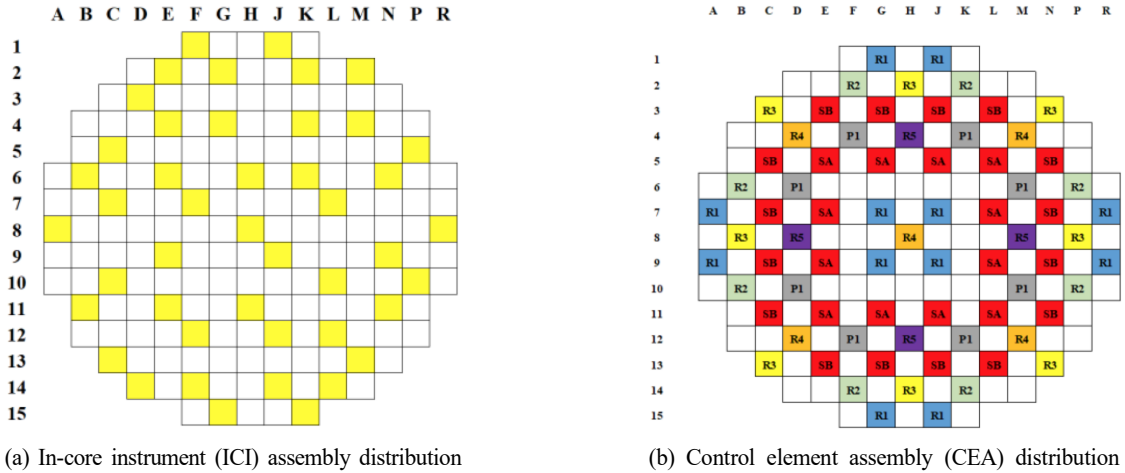 A B C D E F G H J K L M N P R
1
2
3
4
5
6
7
8
9
10
11
12
13
14
15
(a) In-core instrument (ICI) assembly distribution
A B C D E F G H J K L M N P R
1 R1 R1
2 R2 R3 R2
3 R3 SB SB SB SB R3
4 R4 P1 R5 P1 R4
5 SB SA SA SA SA SB
6 R2 P1 P1 R2
7 R1 SB SA R1 R1 SA SB R1
8 R3 R5 R4 R5 R3
9 R1 SB SA R1 R1 SA SB R1
10 R2 P1 P1 R2
11 SB SA SA SA SA SB
12 R4 P1 R5 P1 R4
13 R3 SB SB SB SB R3
14 R2 R3 R2
15 R1 R1
(b) Control element assembly (CEA) distribution